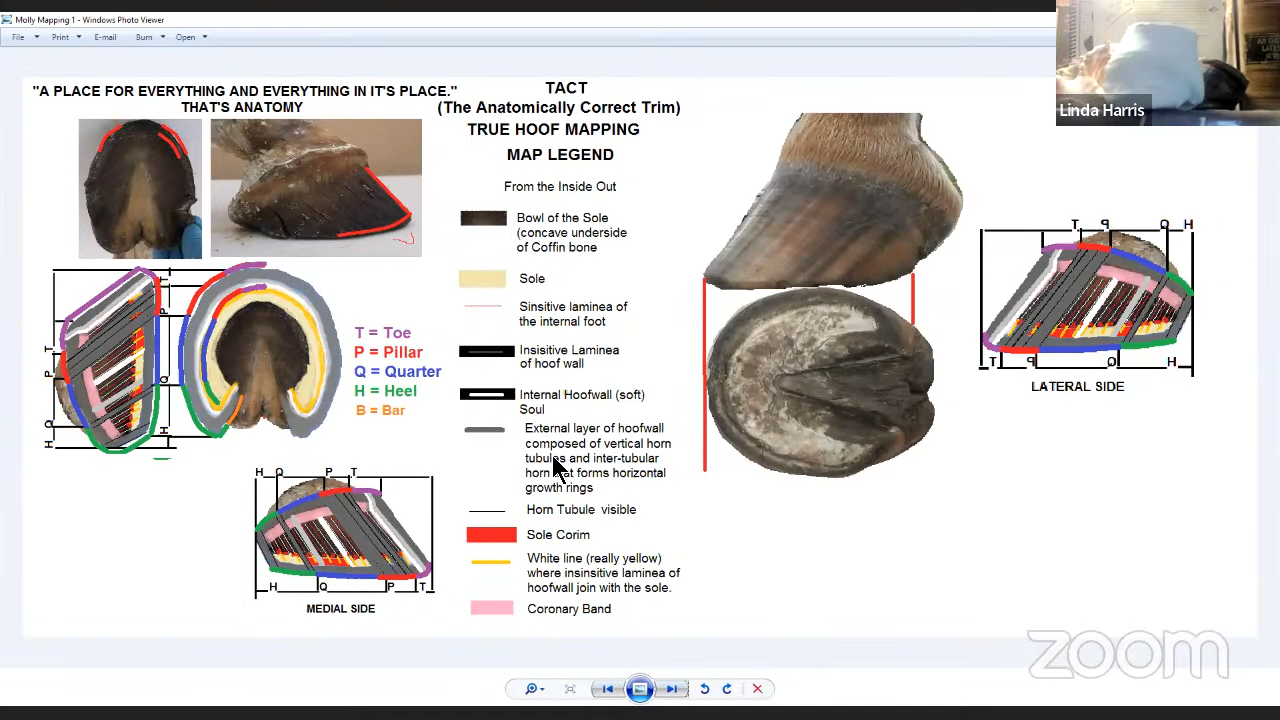 Molly Mapping 1 - Windows Photo Viewer
File Print E-mail Burn Open
Linda Harris
"A PLACE FOR EVERYTHING AND EVERYTHING IN IT'S PLACE."
THAT'S ANATOMY
TACT
(The Anatomically Correct Trim)
TRUE HOOF MAPPING
MAP LEGEND
From the Inside Out
Bowl of the Sole
(concave underside
of Coffin bone
Sole
Sinsitive laminea of
the internal foot
Insisitive Laminea
of hoof wall
Internal Hoofwall (soft)
Soul
External layer of hoofwall
composed of vertical horn
tubules and inter-tubular
horn that forms horizontal
growth rings
Horn Tubule visible
Sole Corim
White line (really yellow)
where insinsitive laminea of
hoofwall join with the sole.
Coronary Band
T = Toe
P = Pillar
Q = Quarter
H = Heel
B = Bar
T P Q H
T P Q H
H Q P T
H Q P T
MEDIAL SIDE
T P Q H
T P Q H
LATERAL SIDE
zoom